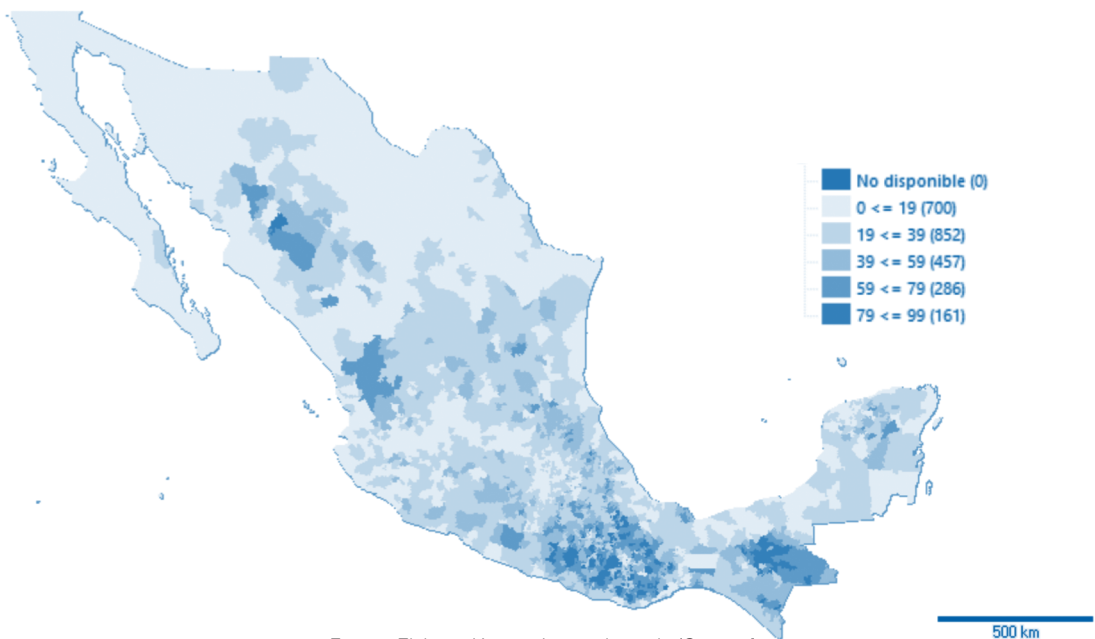 No disponible (0)
0 <= 19 (700)
19 <= 39 (852)
39 <= 59 (457)
59 <= 79 (286)
79 <= 99 (161)
500 km